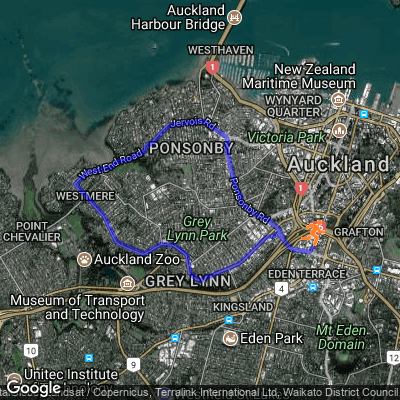 Auckland
Harbour Bridge
WESTHAVEN
1
New Zealand
Maritime Museum
WYNYARD
QUARTER
Jervois Rd
Victoria Park
PONSONBY
West End Road
Auckland
1
WESTMERE
Ponsonby Rd
POINT
CHEVALIER
Grey
Lynn Park
GRAFTON
Auckland Zoo
EDEN TERRACE
GREY LYNN
Museum of Transport
and Technology
4
KINGSLAND
Mt Eden
Domain
Eden Park
10
9
Unitec Institute
Google
Landsat / Copernicus, Terralink International Ltd, Waikato District Council